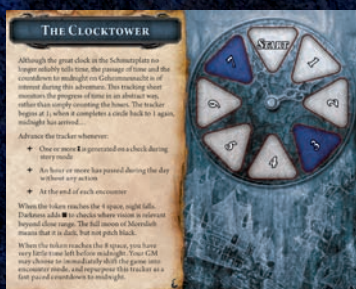 THE CLOCKTOWER
Although the great clock in the Schmutzplatz no
longer reliably tells time, the passage of time and the
countdown to midnight on Geheimnisnacht is of
interest during this adventure. This tracking sheet
monitors the progress of time in an abstract way,
rather than simply counting the hours. The tracker
begins at 1; when it completes a circle back to 1 again,
midnight has arrived…
Advance the tracker whenever:
One or more is generated on a check during
story mode
An hour or more has passed during the day
without any action
At the end of each encounter
When the token reaches the 4 space, night falls.
Darkness adds ■ to checks where vision is relevant
beyond close range. The full moon of Morrslieb
means that it is dark, but not pitch black.
When the token reaches the 8 space, you have
very little time left before midnight. Your GM
may choose to immediately shift the game into
encounter mode, and repurpose this tracker as a
fast paced countdown to midnight.
START
1
2
3
4
5
6
7